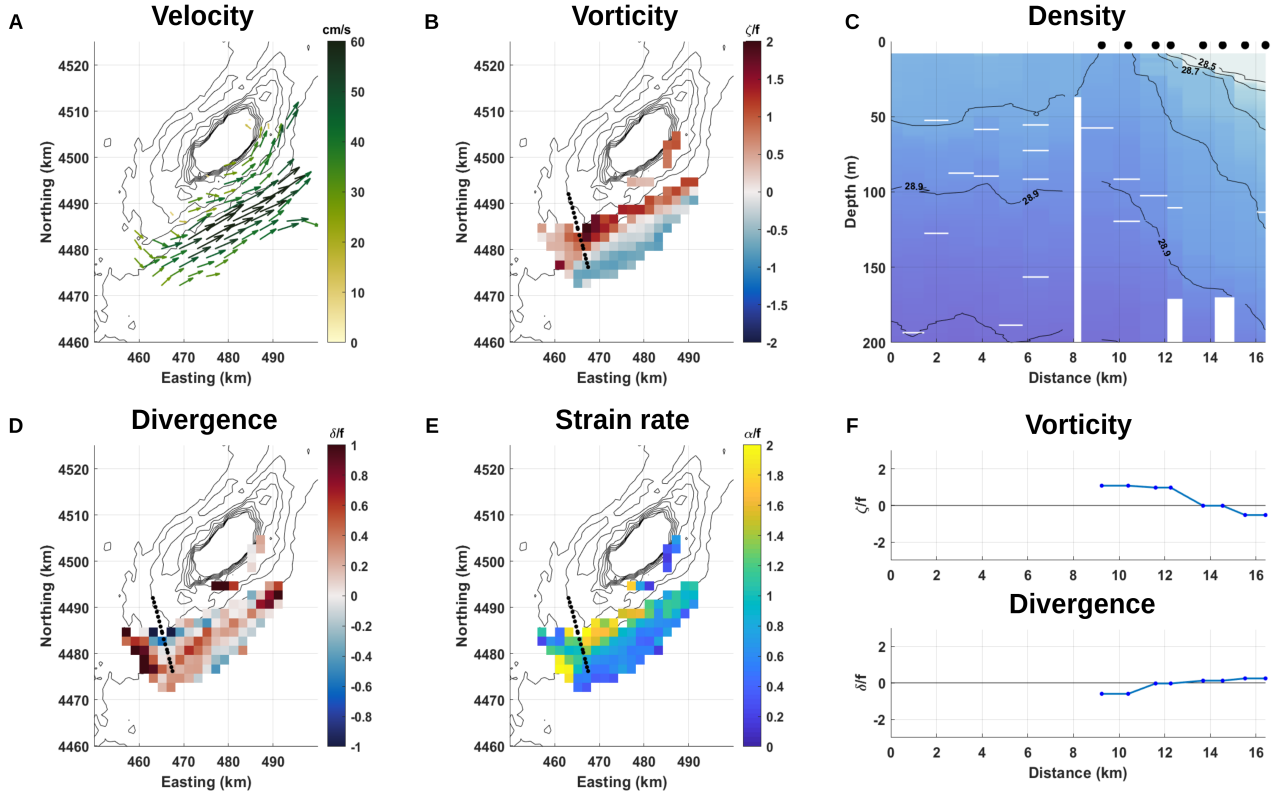 A
Velocity
cm/s
60
50
40
30
20
10
0
4520
4510
4500
4490
4480
4470
4460
Northing (km)
460 470 480 490
Easting (km)
B
Vorticity
ζ/f
2
1.5
1
0.5
0
-0.5
-1
-1.5
-2
4520
4510
4500
4490
4480
4470
4460
Northing (km)
460 470 480 490
Easting (km)
C
Density
0
50
100
150
200
Depth (m)
28.5
28.7
28.9
28.9
28.9
0 2 4 6 8 10 12 14 16
Distance (km)
D
Divergence
δ/f
1
0.8
0.6
0.4
0.2
0
-0.2
-0.4
-0.6
-0.8
-1
4520
4510
4500
4490
4480
4470
4460
Northing (km)
460 470 480 490
Easting (km)
E
Strain rate
α/f
2
1.8
1.6
1.4
1.2
1
0.8
0.6
0.4
0.2
0
4520
4510
4500
4490
4480
4470
4460
Northing (km)
460 470 480 490
Easting (km)
F
Vorticity
2
0
-2
ζ/f
0 2 4 6 8 10 12 14 16
Divergence
2
0
-2
δ/f
0 2 4 6 8 10 12 14 16
Distance (km)